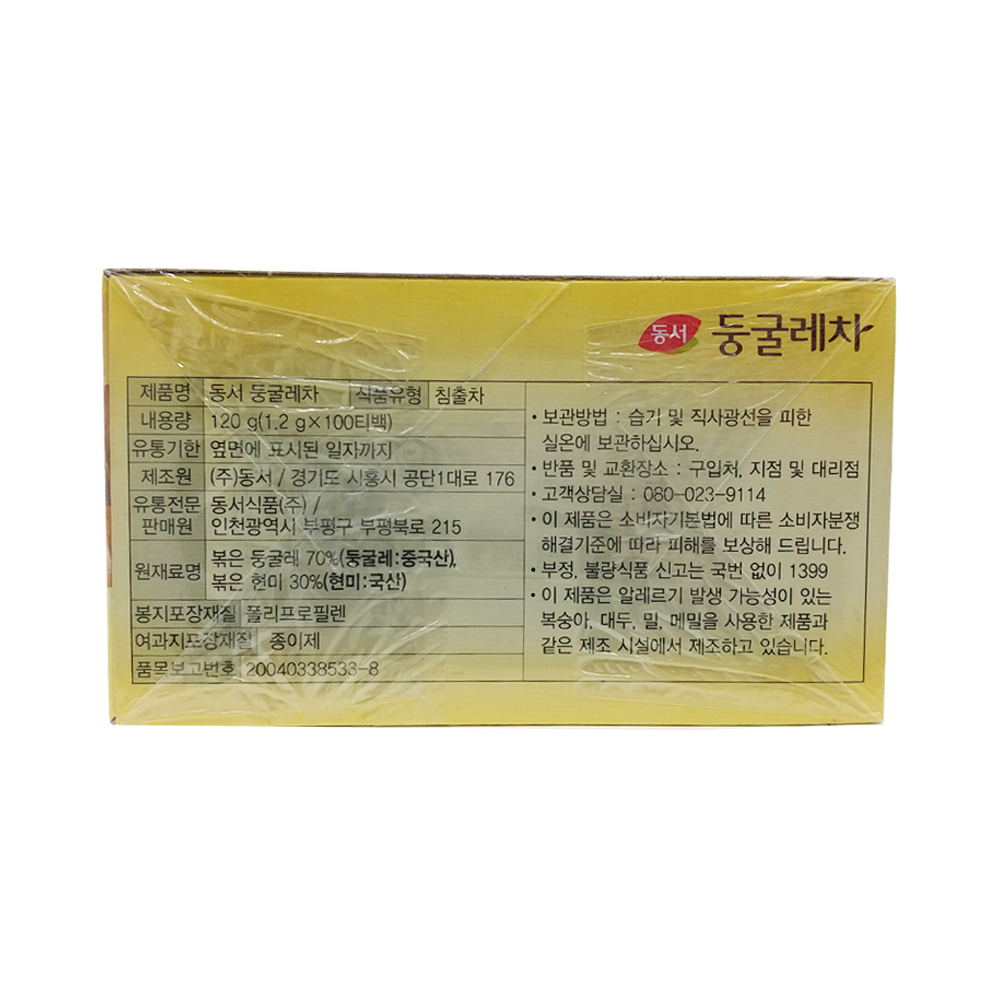 동서 둥굴레차
제품명 동서 둥굴레차 식품유형 침출차
내용량 120 g(1.2 g×100티백)
유통기한 옆면에 표시된 일자까지
제조원 (주)동서 / 경기도 시흥시 공단1대로 176
유통전문 판매원 동서식품(주) /
인천광역시 부평구 부평북로 215
원재료명 볶은 둥굴레 70%(둥굴레:중국산),
볶은 현미 30%(현미:국산)
봉지포장재질 폴리프로필렌
여과지포장재질 종이제
품목보고번호 20040338533-8
• 보관방법 : 습기 및 직사광선을 피한
실온에 보관하십시오.
• 반품 및 교환장소 : 구입처, 지점 및 대리점
• 고객상담실 : 080-023-9114
• 이 제품은 소비자기본법에 따른 소비자분쟁
해결기준에 따라 피해를 보상해 드립니다.
• 부정, 불량식품 신고는 국번 없이 1399
• 이 제품은 알레르기 발생 가능성이 있는
복숭아, 대두, 밀, 메밀을 사용한 제품과
같은 제조 시설에서 제조하고 있습니다.